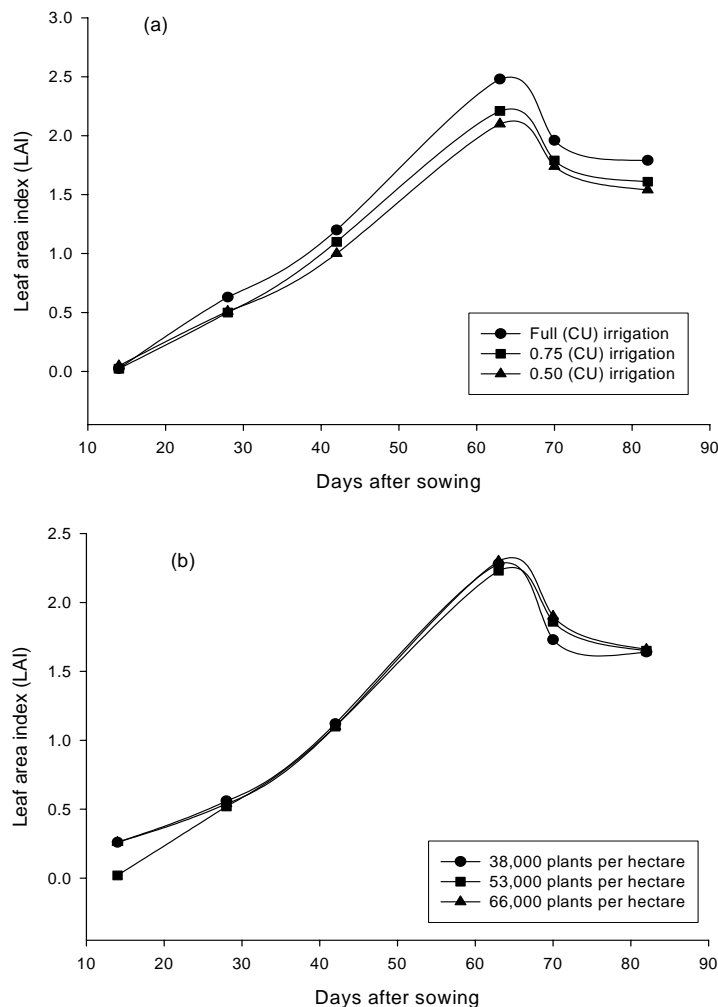 (a)
3.0
2.5
2.0
1.5
1.0
0.5
0.0
Leaf area index (LAI)
Full (CU) irrigation
0.75 (CU) irrigation
0.50 (CU) irrigation
10 20 30 40 50 60 70 80 90
Days after sowing
(b)
2.5
2.0
1.5
1.0
0.5
0.0
Leaf area index (LAI)
38,000 plants per hectare
53,000 plants per hectare
66,000 plants per hectare
10 20 30 40 50 60 70 80 90
Days after sowing